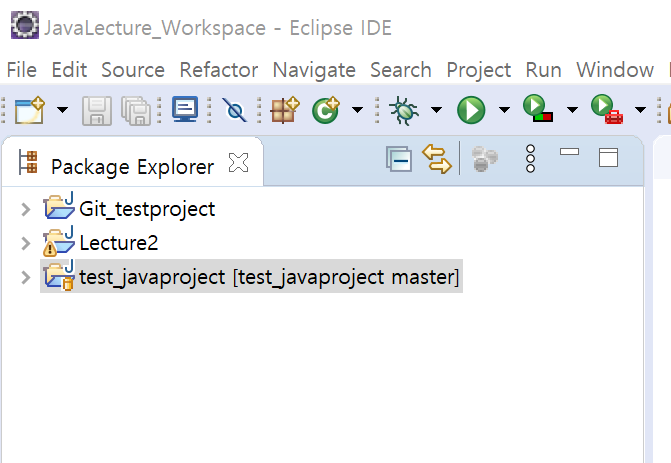 JavaLecture_Workspace - Eclipse IDE
File Edit Source Refactor Navigate Search Project Run Window
Package Explorer
Git_testproject
Lecture2
test_javaproject [test_javaproject master]